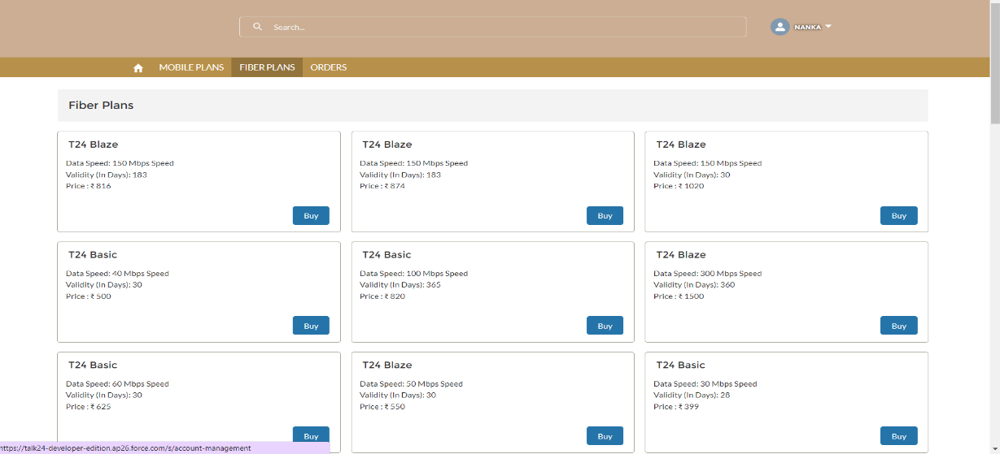 Search...
NANKA
MOBILE PLANS FIBER PLANS ORDERS
Fiber Plans
T24 Blaze
Data Speed: 150 Mbps Speed
Validity (In Days): 183
Price : ₹ 816
Buy
T24 Blaze
Data Speed: 150 Mbps Speed
Validity (In Days): 183
Price : ₹ 874
Buy
T24 Blaze
Data Speed: 150 Mbps Speed
Validity (In Days): 30
Price : ₹ 1020
Buy
T24 Basic
Data Speed: 40 Mbps Speed
Validity (In Days): 30
Price : ₹ 500
Buy
T24 Basic
Data Speed: 100 Mbps Speed
Validity (In Days): 365
Price : ₹ 820
Buy
T24 Blaze
Data Speed: 300 Mbps Speed
Validity (In Days): 360
Price : ₹ 1500
Buy
T24 Basic
Data Speed: 60 Mbps Speed
Validity (In Days): 30
Price : ₹ 625
Buy
T24 Blaze
Data Speed: 50 Mbps Speed
Validity (In Days): 30
Price : ₹ 550
Buy
T24 Basic
Data Speed: 30 Mbps Speed
Validity (In Days): 28
Price : ₹ 399
Buy
https://talk24-developer-edition.ap26.force.com/s/account-management